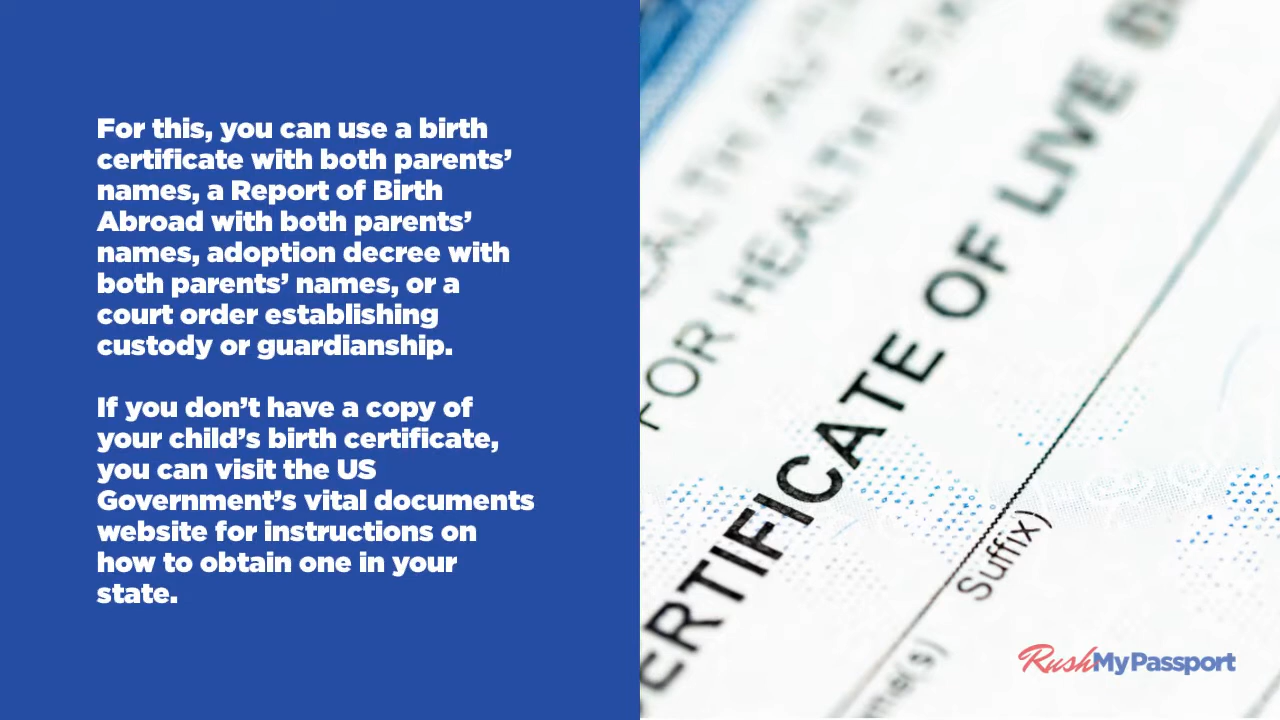 For this, you can use a birth
certificate with both parents’
names, a Report of Birth
Abroad with both parents’
names, adoption decree with
both parents’ names, or a
court order establishing
custody or guardianship.
If you don’t have a copy of
your child’s birth certificate,
you can visit the US
Government’s vital documents
website for instructions on
how to obtain one in your
state.
FOR HEALTH
ERTIFICATE OF LIVE
Suffix)
me(s)
RushMyPassport